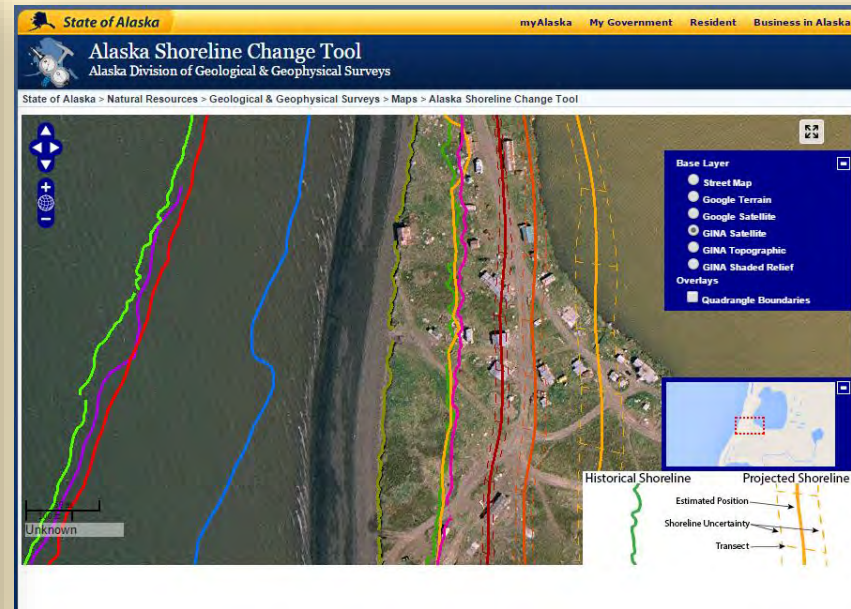 State of Alaska
myAlaska My Government Resident Business in Alaska
Alaska Shoreline Change Tool
Alaska Division of Geological & Geophysical Surveys
State of Alaska > Natural Resources > Geological & Geophysical Surveys > Maps > Alaska Shoreline Change Tool
Base Layer
Street Map
Google Terrain
Google Satellite
GINA Satellite
GINA Topographic
GINA Shaded Relief
Overlays
Quadrangle Boundaries
Historical Shoreline Projected Shoreline
Estimated Position
Shoreline Uncertainty
Transect
Unknown